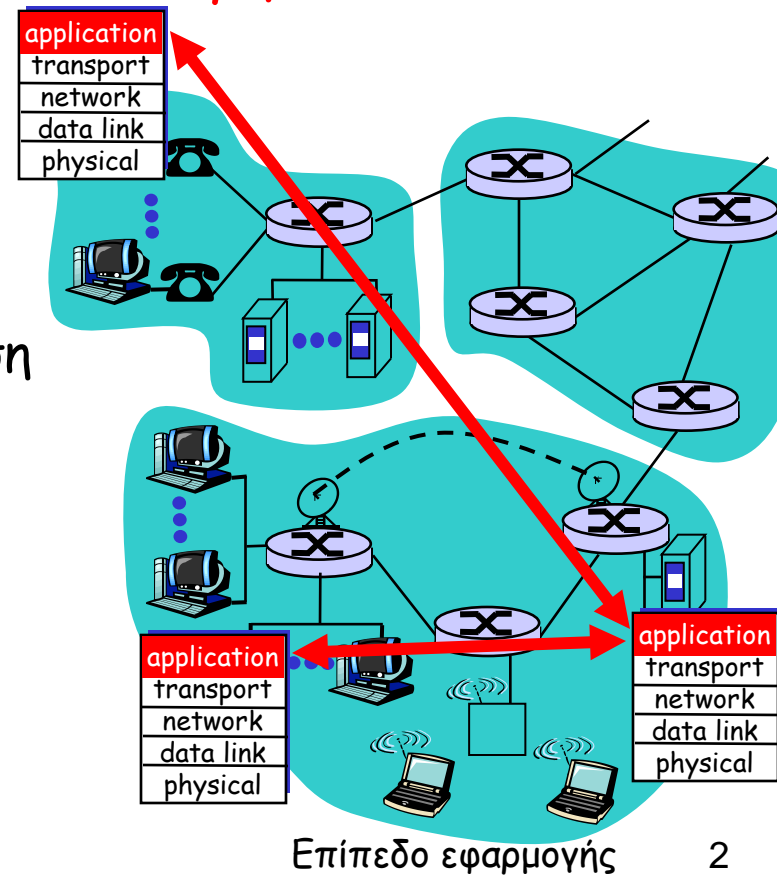 application
transport
network
data link
physical
ση
application
transport
network
data link
physical
application
transport
network
data link
physical
Επίπεδο εφαρμογής 2